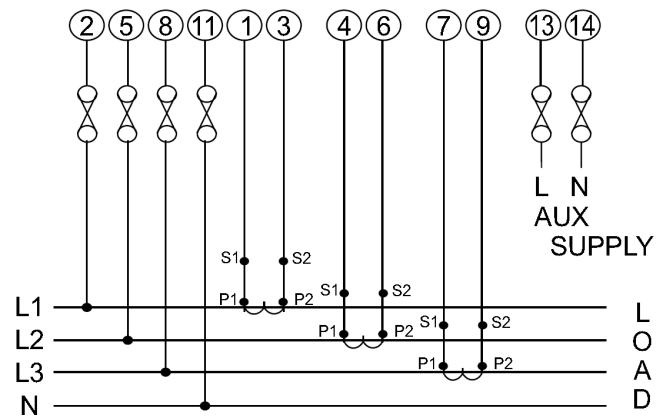 2 5 8 11 1 3 4 6 7 9 13 14
L N
AUX
SUPPLY
S1 S2
S1 S2
P1 P2
L1 L
S1 S2
P1 P2
L2 O
P1 P2
L3 A
N D